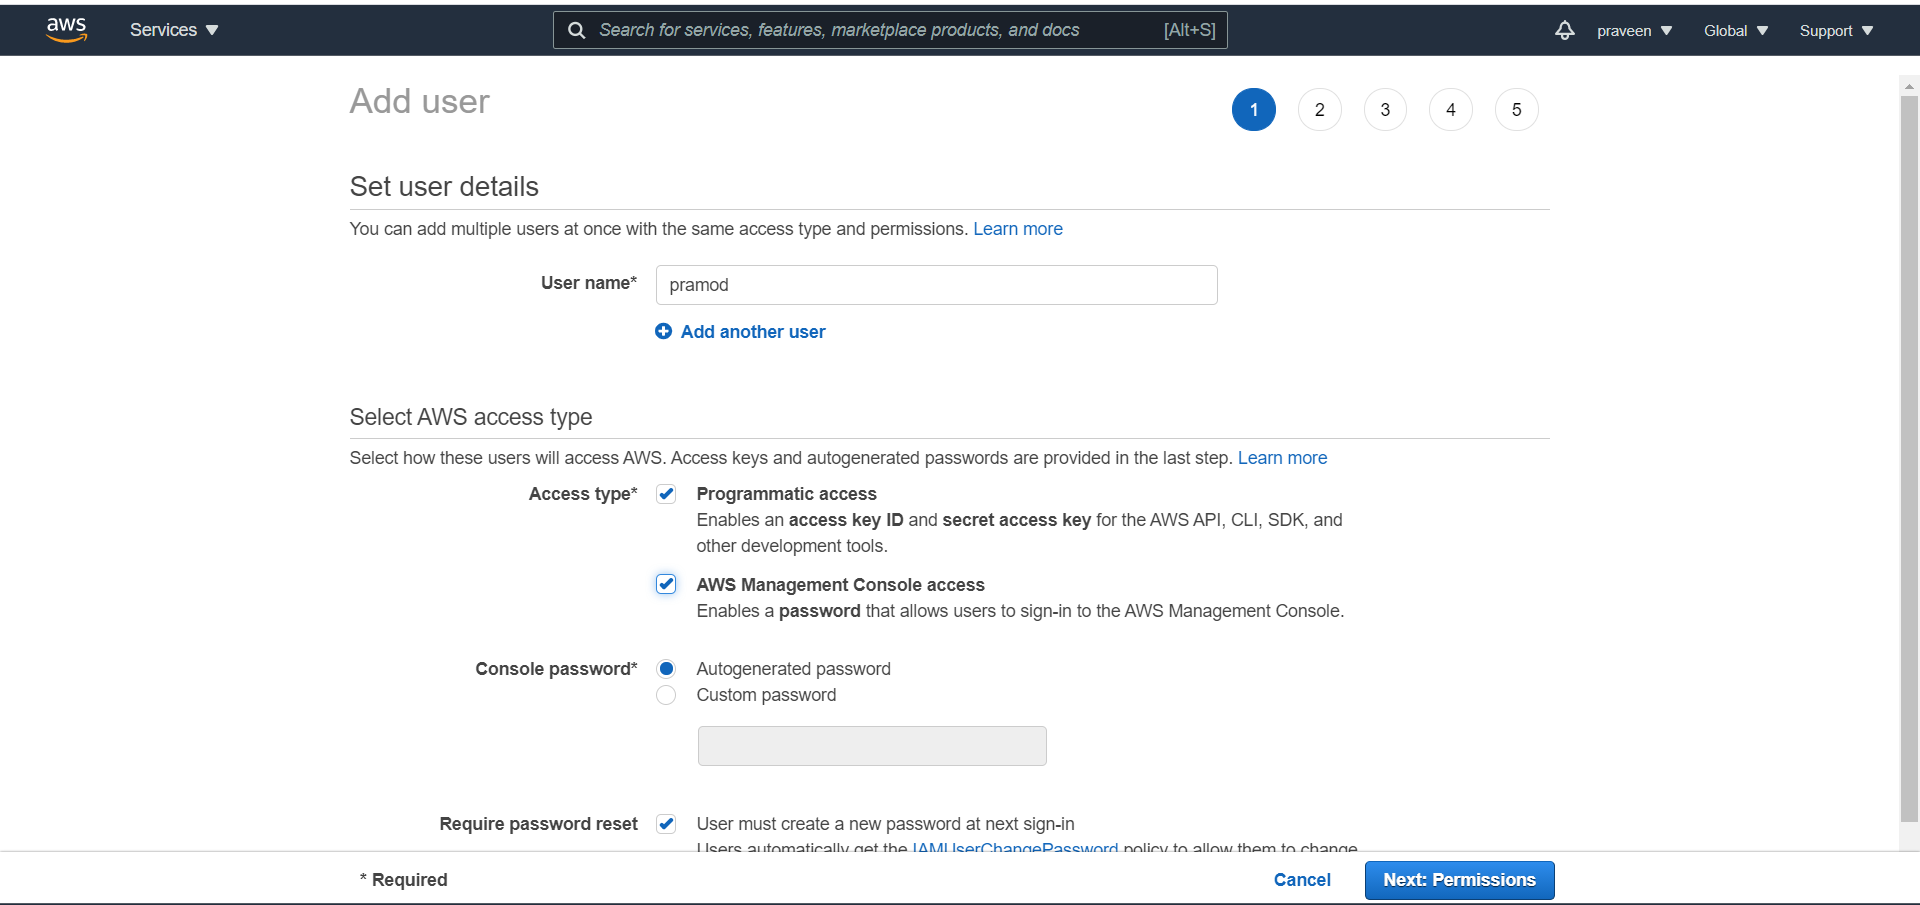 aws
Services
Search for services, features, marketplace products, and docs [Alt+S]
praveen
Global
Support
Add user
1 2 3 4 5
Set user details
You can add multiple users at once with the same access type and permissions. Learn more
User name* pramod
Add another user
Select AWS access type
Select how these users will access AWS. Access keys and autogenerated passwords are provided in the last step. Learn more
Access type* Programmatic access
Enables an access key ID and secret access key for the AWS API, CLI, SDK, and
other development tools.
AWS Management Console access
Enables a password that allows users to sign-in to the AWS Management Console.
Console password* Autogenerated password
Custom password
Require password reset User must create a new password at next sign-in
Users automatically get the IAMUserChangePassword policy to allow them to change
* Required
Cancel
Next: Permissions